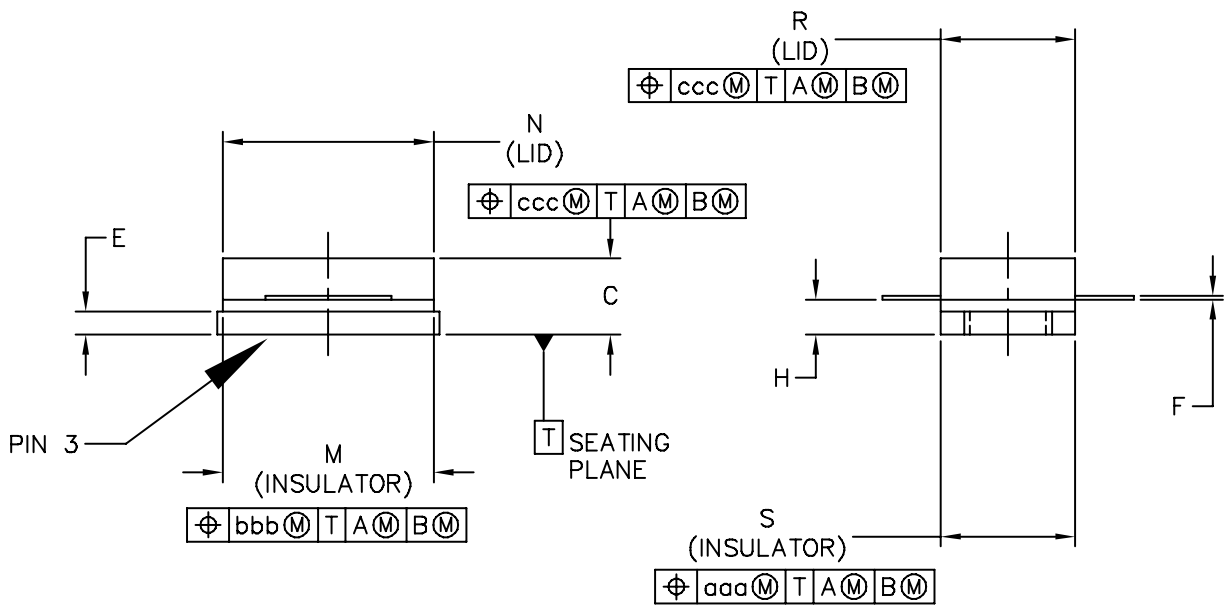 R
(LID)
⌖ ccc Ⓜ T A Ⓜ B Ⓜ
N
(LID)
⌖ ccc Ⓜ T A Ⓜ B Ⓜ
E
C
H
F
PIN 3
T SEATING
PLANE
M
(INSULATOR)
⌖ bbb Ⓜ T A Ⓜ B Ⓜ
S
(INSULATOR)
⌖ aaa Ⓜ T A Ⓜ B Ⓜ